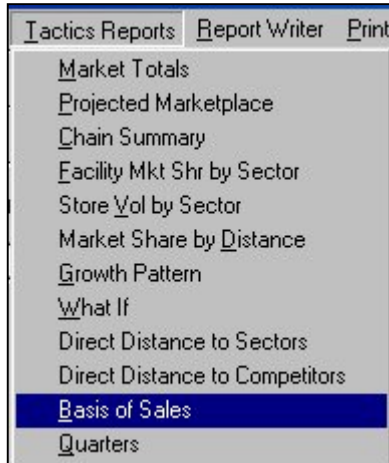 Tactics Reports Report Writer Print
Market Totals
Projected Marketplace
Chain Summary
Facility Mkt Shr by Sector
Store Vol by Sector
Market Share by Distance
Growth Pattern
What If
Direct Distance to Sectors
Direct Distance to Competitors
Basis of Sales
Quarters